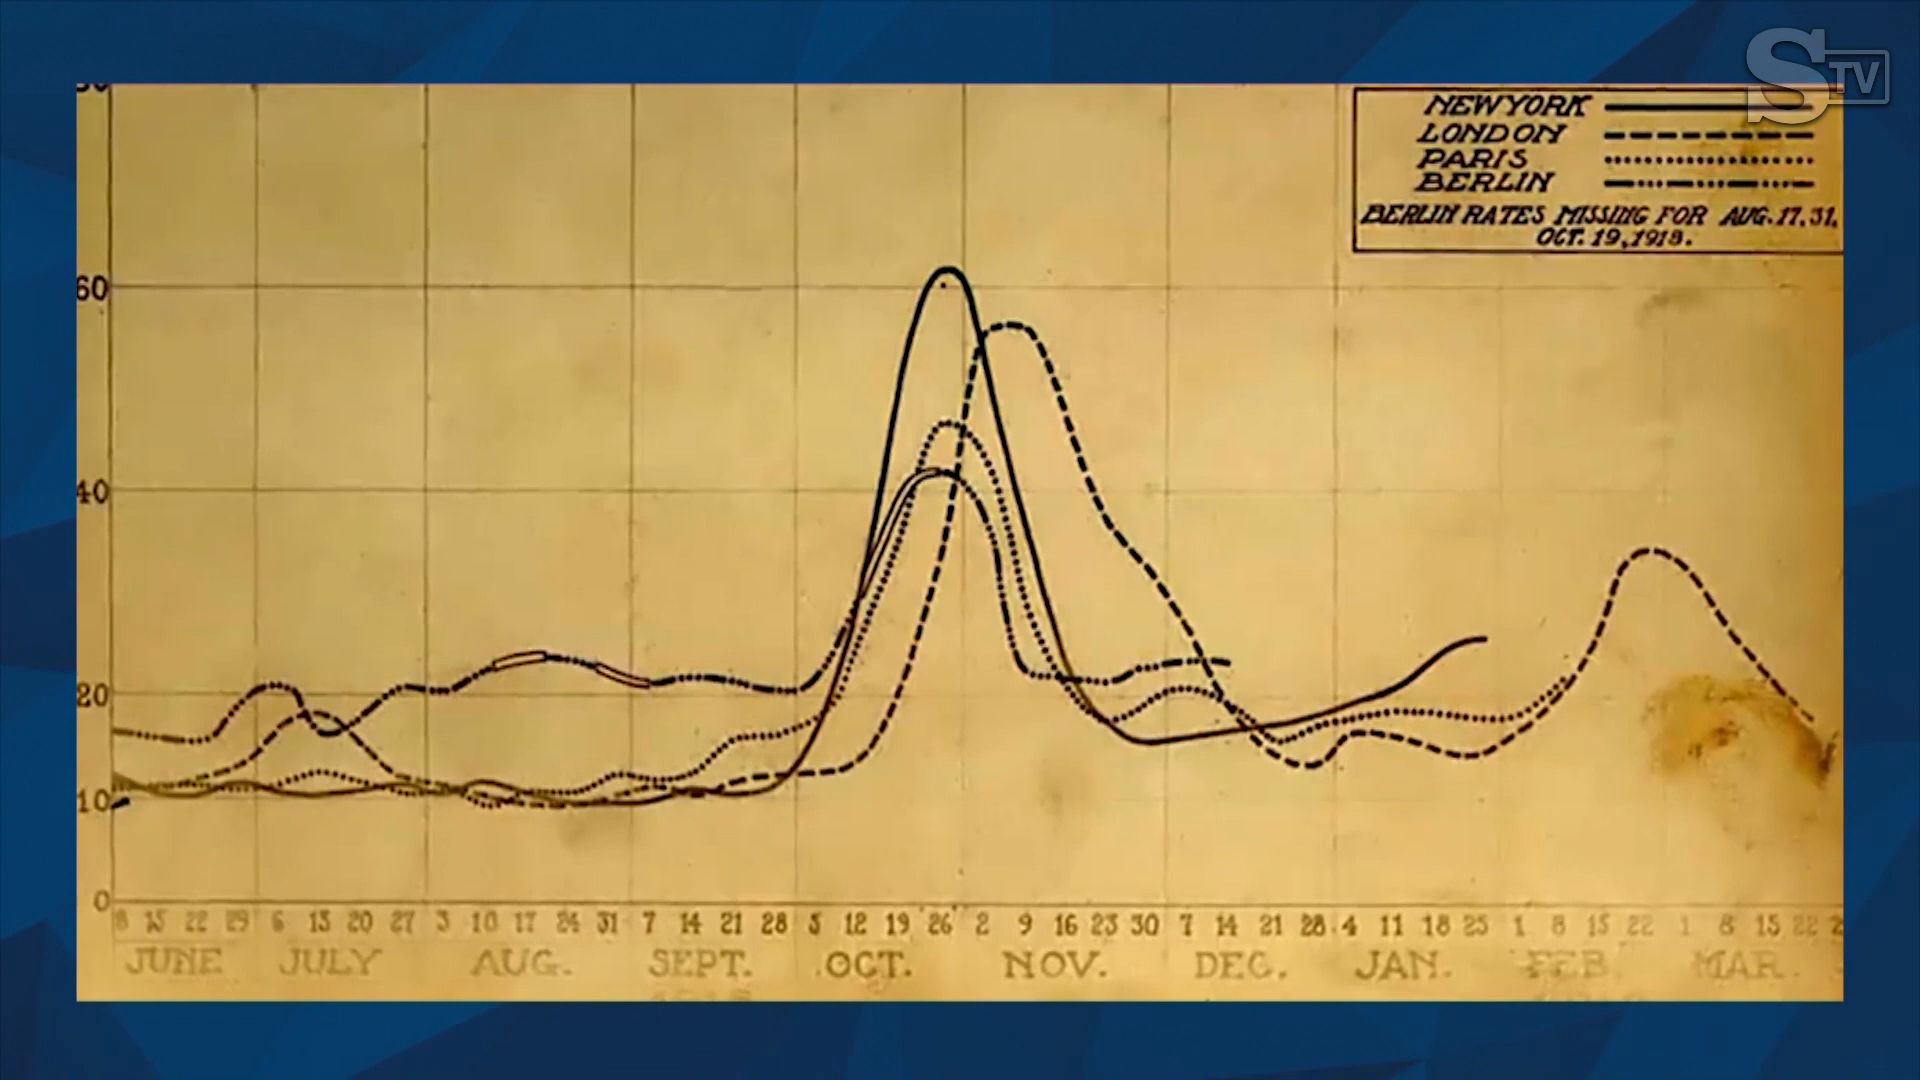 STV
NEW YORK
LONDON
PARIS
BERLIN
BERLIN RATES MISSING FOR AUG. 17, 31,
OCT. 19, 1918.
60
40
20
10
0
8 15 22 29 6 13 20 27 3 10 17 24 31 7 14 21 28 5 12 19 26 2 9 16 23 30 7 14 21 28 4 11 18 25 1 8 15 22 1 8 15 22
JUNE JULY AUG. SEPT. OCT. NOV. DEC. JAN. FEB. MAR.